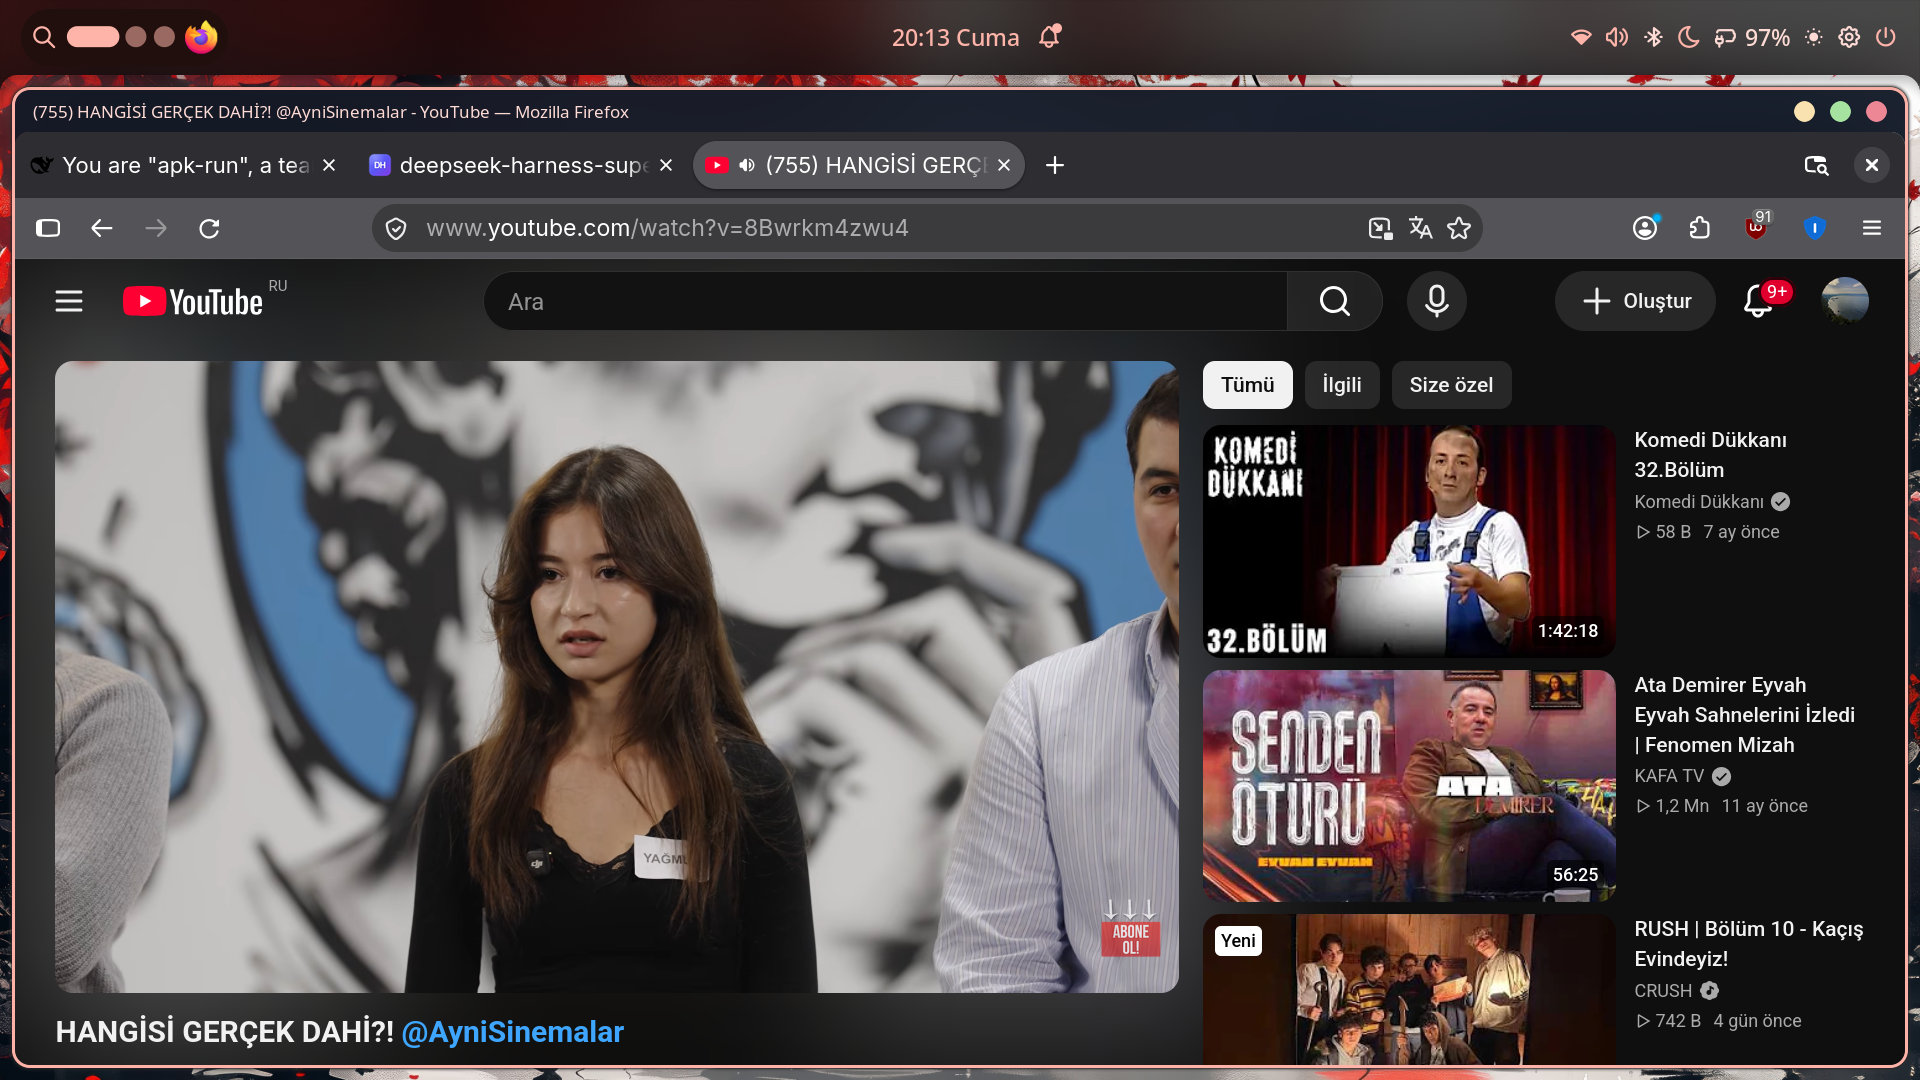 20:13 Cuma
97%
(755) HANGİSİ GERÇEK DAHİ?! @AyniSinemalar - YouTube — Mozilla Firefox
You are "apk-run", a tea
DH
deepseek-harness-supe
(755) HANGİSİ GERÇE
www.youtube.com/watch?v=8Bwrkm4zwu4
91
YouTube
RU
Ara
Oluştur
9+
YAĞMU
dji
ABONE
OL!
HANGİSİ GERÇEK DAHİ?! @AyniSinemalar
Tümü
İlgili
Size özel
KOMEDİ
DÜKKANI
32.BÖLÜM
1:42:18
Komedi Dükkanı
32.Bölüm
Komedi Dükkanı
58 B 7 ay önce
SENDEN
ÖTÜRÜ
EYVAH EYVAH
ATA
DEMİRER
56:25
Ata Demirer Eyvah
Eyvah Sahnelerini İzledi
| Fenomen Mizah
KAFA TV
1,2 Mn 11 ay önce
Yeni
RUSH | Bölüm 10 - Kaçış
Evindeyiz!
CRUSH
742 B 4 gün önce